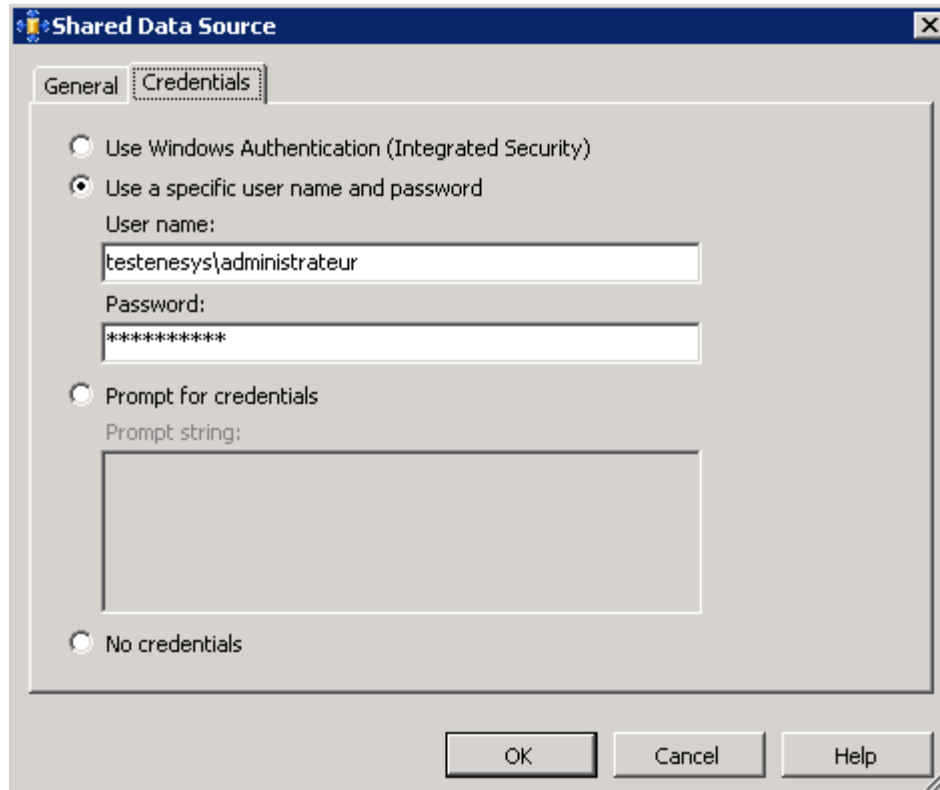 Shared Data Source
General
Credentials
Use Windows Authentication (Integrated Security)
Use a specific user name and password
User name:
testenesys\administrateur
Password:
**********
Prompt for credentials
Prompt string:
No credentials
OK
Cancel
Help